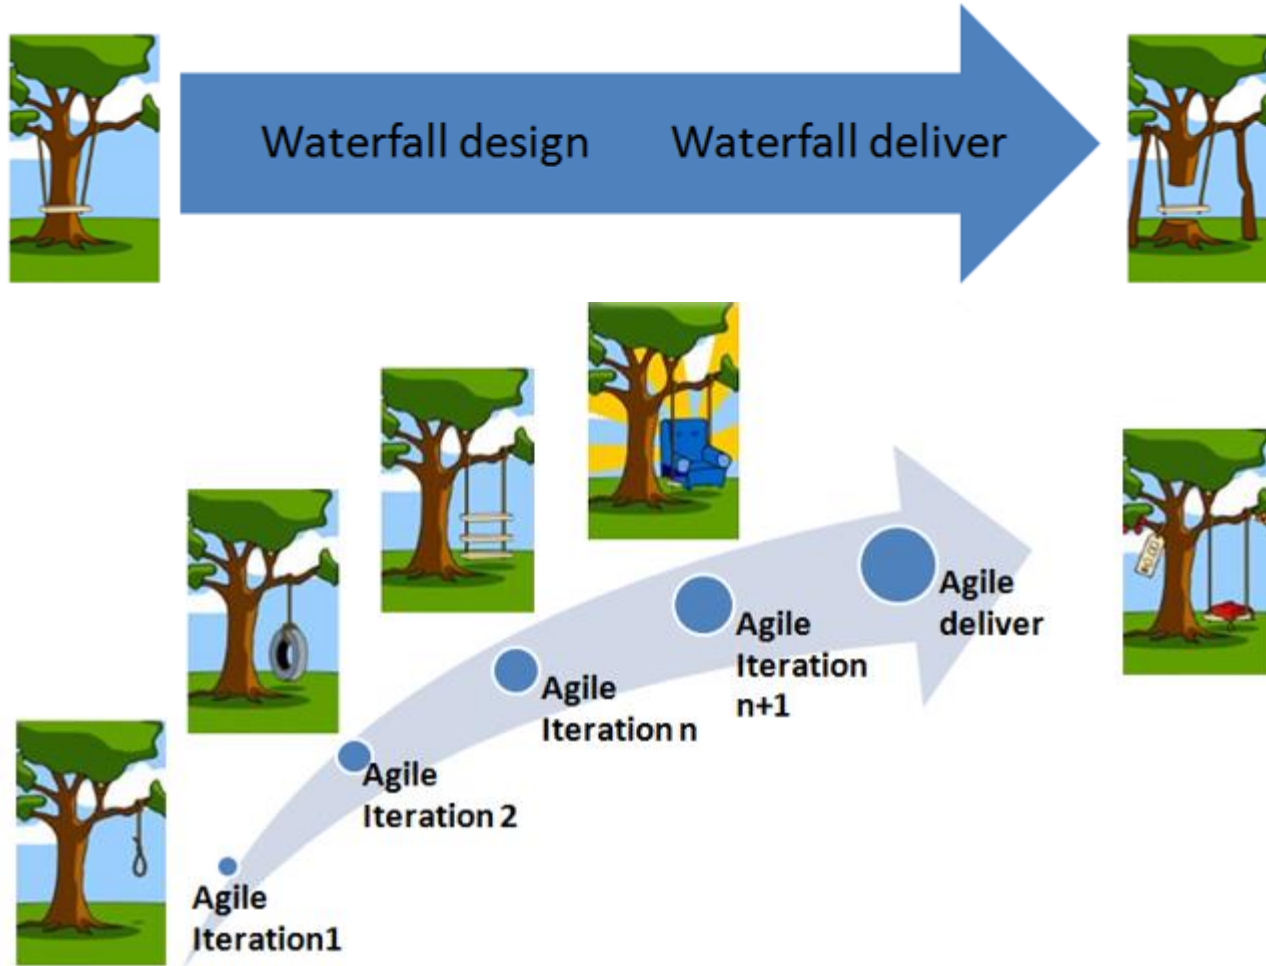 Waterfall design
Waterfall deliver
Agile
deliver
Agile
Iteration
n+1
Agile
Iteration n
Agile
Iteration 2
Agile
Iteration1